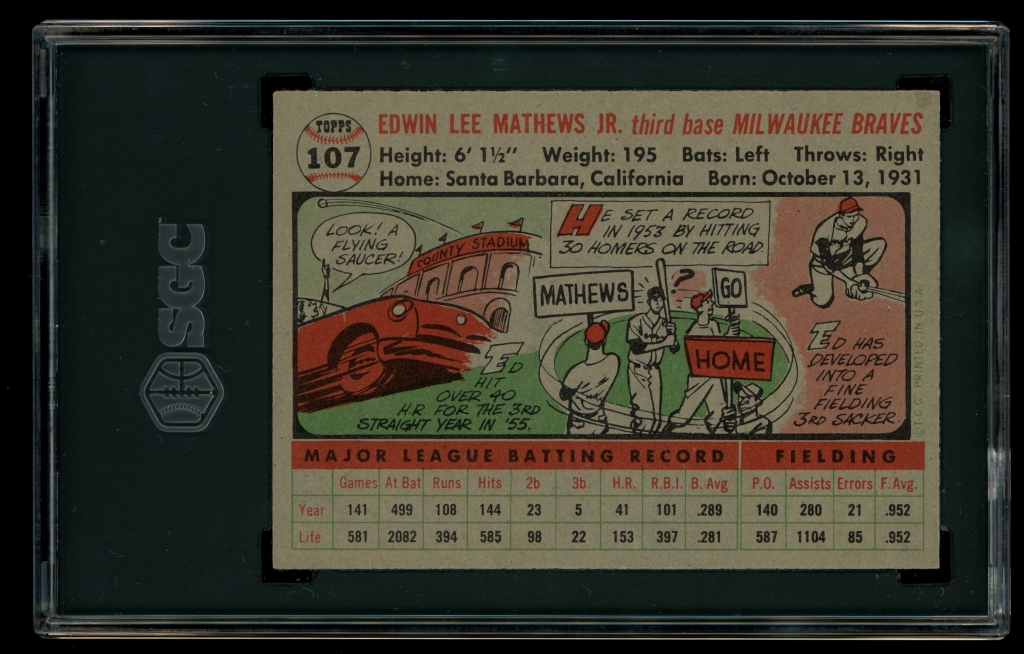 TOPPS
107
EDWIN LEE MATHEWS JR. third base MILWAUKEE BRAVES
Height: 6' 1½" Weight: 195 Bats: Left Throws: Right
Home: Santa Barbara, California Born: October 13, 1931
LOOK! A
FLYING
SAUCER!
COUNTY STADIUM
ED
HIT
OVER 40
H.R. FOR THE 3RD
STRAIGHT YEAR IN '55.
HE SET A RECORD
IN 1953 BY HITTING
30 HOMERS ON THE ROAD
MATHEWS
?
GO
HOME
ED HAS
DEVELOPED
INTO A
FINE
FIELDING
3RD SACKER.
T.C.G. PRINTED IN U.S.A.
MAJOR LEAGUE BATTING RECORD FIELDING
Games At Bat Runs Hits 2b 3b H.R. R.B.I. B. Avg P.O. Assists Errors F. Avg.
Year 141 499 108 144 23 5 41 101 .289 140 280 21 .952
Life 581 2082 394 585 98 22 153 397 .281 587 1104 85 .952
SGC